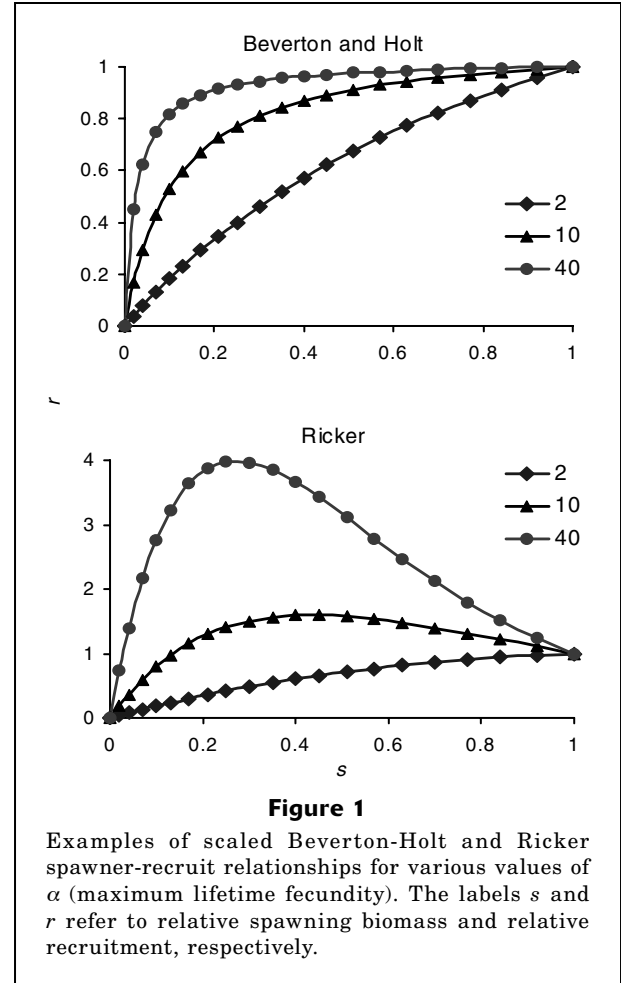 Beverton and Holt
1
0.8
0.6
0.4
0.2
0
0 0.2 0.4 0.6 0.8 1
2
10
40
r
Ricker
4
3
2
1
0
0 0.2 0.4 0.6 0.8 1
2
10
40
s
Figure 1
Examples of scaled Beverton-Holt and Ricker
spawner-recruit relationships for various values of
α (maximum lifetime fecundity). The labels s and
r refer to relative spawning biomass and relative
recruitment, respectively.